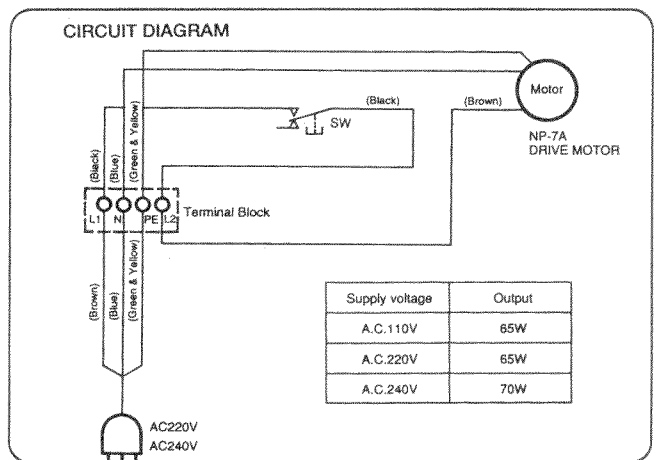 CIRCUIT DIAGRAM
Motor
(Black)
(Brown)
SW
NP-7A
DRIVE MOTOR
(Black)
(Blue)
(Green & Yellow)
L1 N PE L2
Terminal Block
(Brown)
(Blue)
(Green & Yellow)
Supply voltage Output
A.C.110V 65W
A.C.220V 65W
A.C.240V 70W
AC220V
AC240V